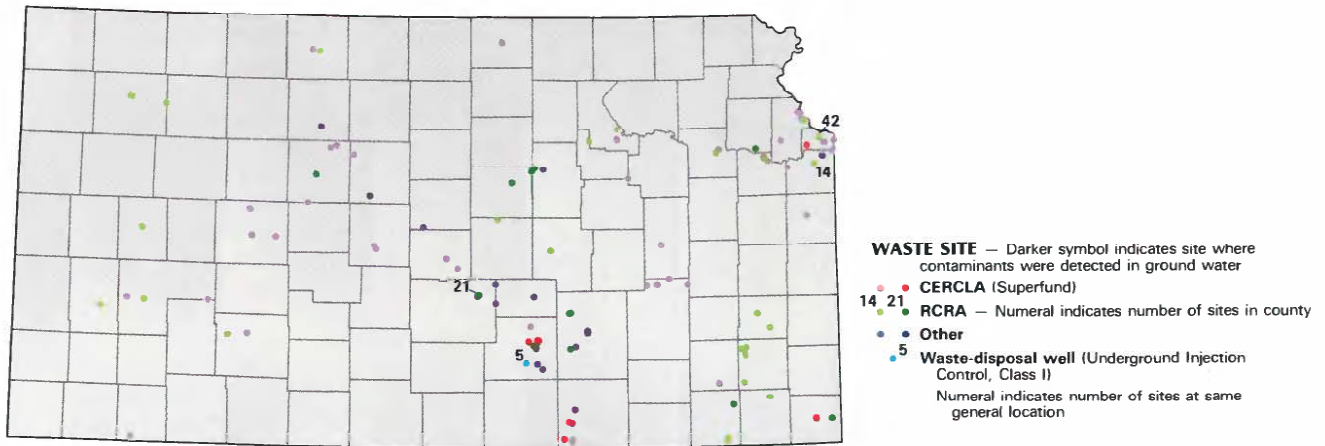 42
14
21
5
WASTE SITE — Darker symbol indicates site where
contaminants were detected in ground water
CERCLA (Superfund)
14 21
RCRA — Numeral indicates number of sites in county
Other
5
Waste-disposal well (Underground Injection
Control, Class I)
Numeral indicates number of sites at same
general location